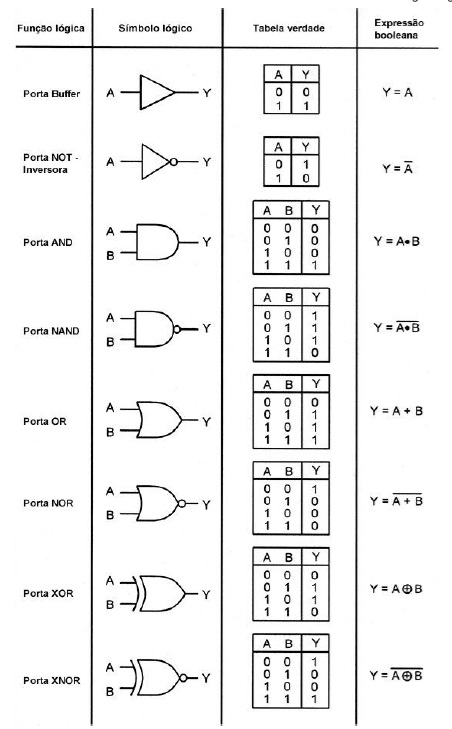 Função lógica Símbolo lógico Tabela verdade Expressão booleana
Porta Buffer A Y
A Y
0 0
1 1
Y = A
Porta NOT -
Inversora A Y
A Y
0 1
1 0
Y = A̅
Porta AND A B Y
A B Y
0 0 0
0 1 0
1 0 0
1 1 1
Y = A•B
Porta NAND A B Y
A B Y
0 0 1
0 1 1
1 0 1
1 1 0
Y = A̅•̅B̅
Porta OR A B Y
A B Y
0 0 0
0 1 1
1 0 1
1 1 1
Y = A + B
Porta NOR A B Y
A B Y
0 0 1
0 1 0
1 0 0
1 1 0
Y = A̅ ̅+̅ ̅B̅
Porta XOR A B Y
A B Y
0 0 0
0 1 1
1 0 1
1 1 0
Y = A⊕B
Porta XNOR A B Y
A B Y
0 0 1
0 1 0
1 0 0
1 1 1
Y = A̅⊕̅B̅